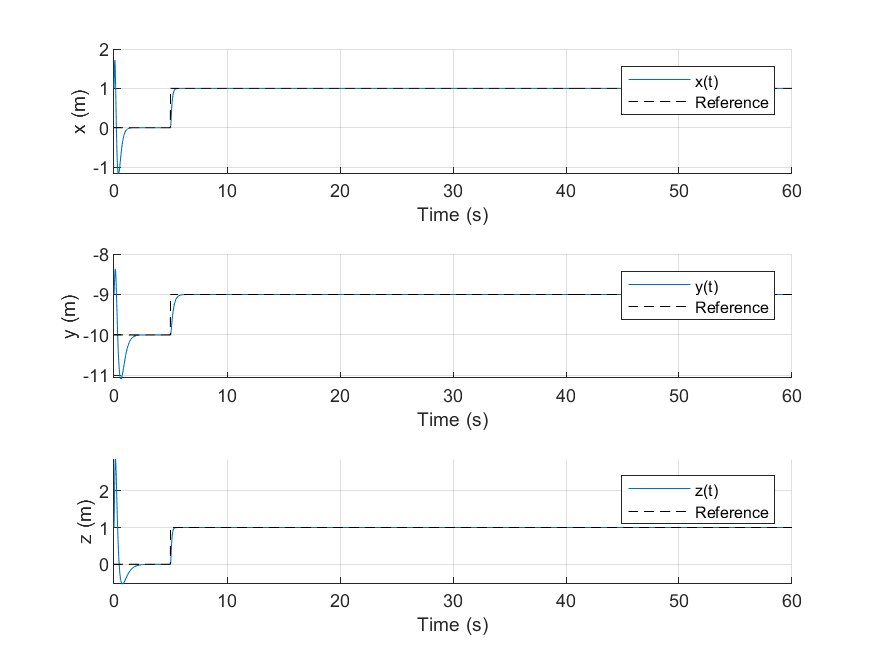 2
1
0
-1
x (m)
x(t)
Reference
0 10 20 30 40 50 60
Time (s)
-8
-9
-10
-11
y (m)
y(t)
Reference
0 10 20 30 40 50 60
Time (s)
2
1
0
z (m)
z(t)
Reference
0 10 20 30 40 50 60
Time (s)